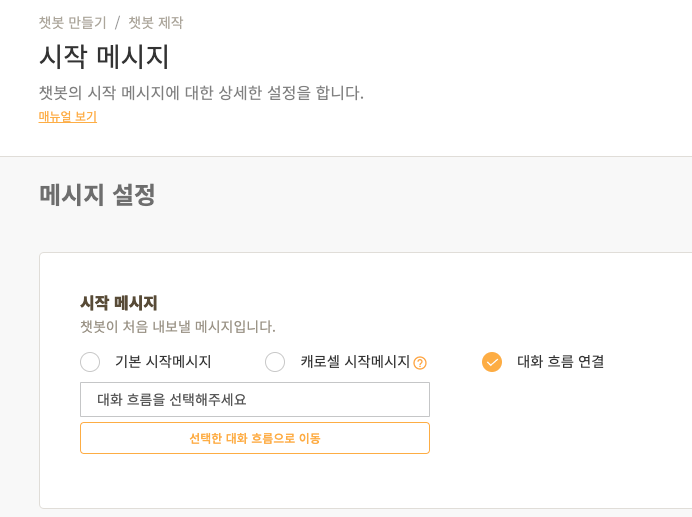 챗봇 만들기 / 챗봇 제작
시작 메시지
챗봇의 시작 메시지에 대한 상세한 설정을 합니다.
매뉴얼 보기
메시지 설정
시작 메시지
챗봇이 처음 내보낼 메시지입니다.
기본 시작메시지 캐로셀 시작메시지 ? 대화 흐름 연결
대화 흐름을 선택해주세요
선택한 대화 흐름으로 이동